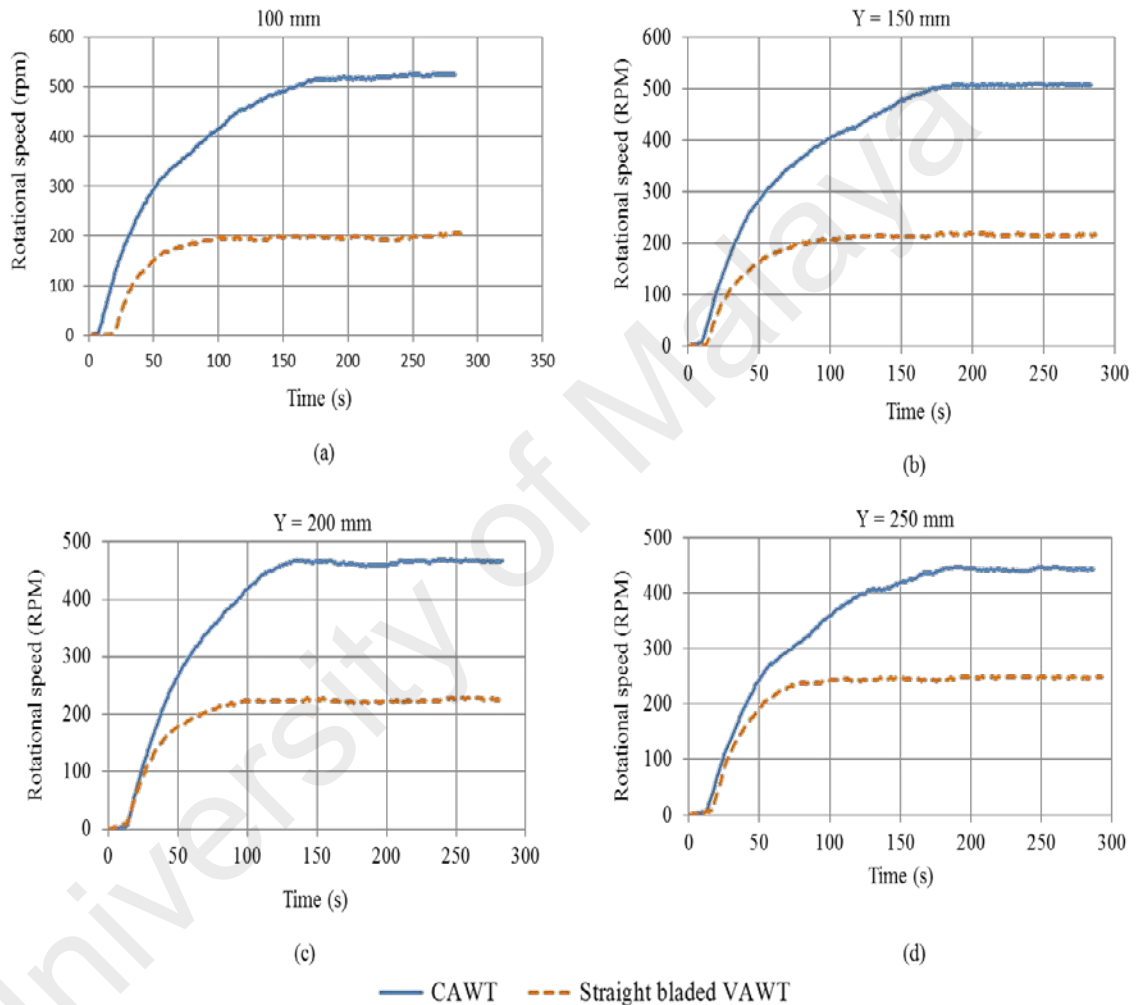 100 mm
Rotational speed (rpm)
600
500
400
300
200
100
0
0 50 100 150 200 250 300 350
Time (s)
(a)
Y = 150 mm
Rotational speed (RPM)
600
500
400
300
200
100
0
0 50 100 150 200 250 300
Time (s)
(b)
Y = 200 mm
Rotational speed (RPM)
500
400
300
200
100
0
0 50 100 150 200 250 300
Time (s)
(c)
Y = 250 mm
Rotational speed (RPM)
500
400
300
200
100
0
0 50 100 150 200 250 300
Time (s)
(d)
CAWT Straight bladed VAWT
University of Malaya